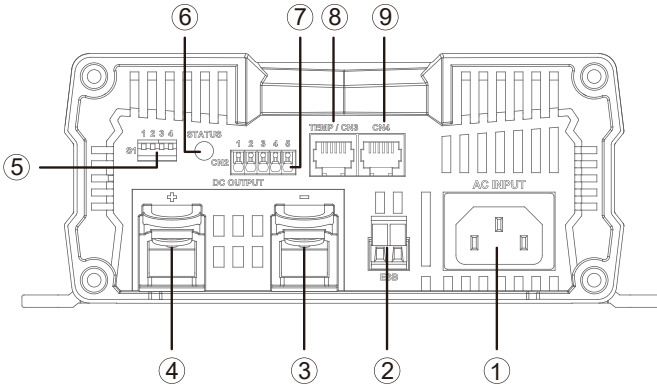 ⑥ ⑦ ⑧ ⑨
TEMP / CN3 CN4
1 2 3 4 STATUS
S1
1 2 3 4 5
CN2
⑤
DC OUTPUT
AC INPUT
+ −
ESB
④ ③ ② ①